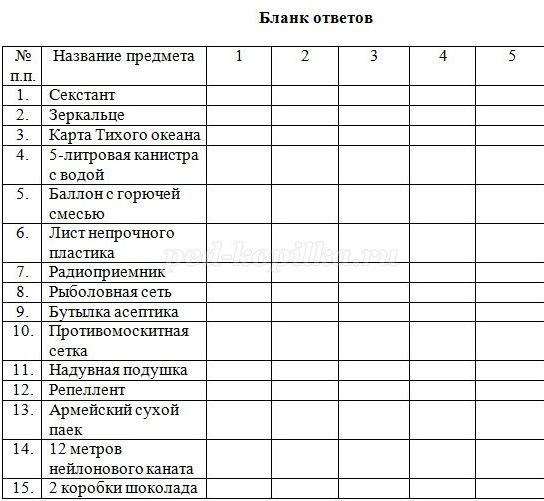 Бланк ответов
№ п.п. Название предмета 1 2 3 4 5
1. Секстант
2. Зеркальце
3. Карта Тихого океана
4. 5-литровая канистра
с водой
5. Баллон с горючей
смесью
6. Лист непрочного
пластика
7. Радиоприемник
8. Рыболовная сеть
9. Бутылка асептика
10. Противомоскитная
сетка
11. Надувная подушка
12. Репеллент
13. Армейский сухой
паек
14. 12 метров
нейлонового каната
15. 2 коробки шоколада
ped-kopilka.ru